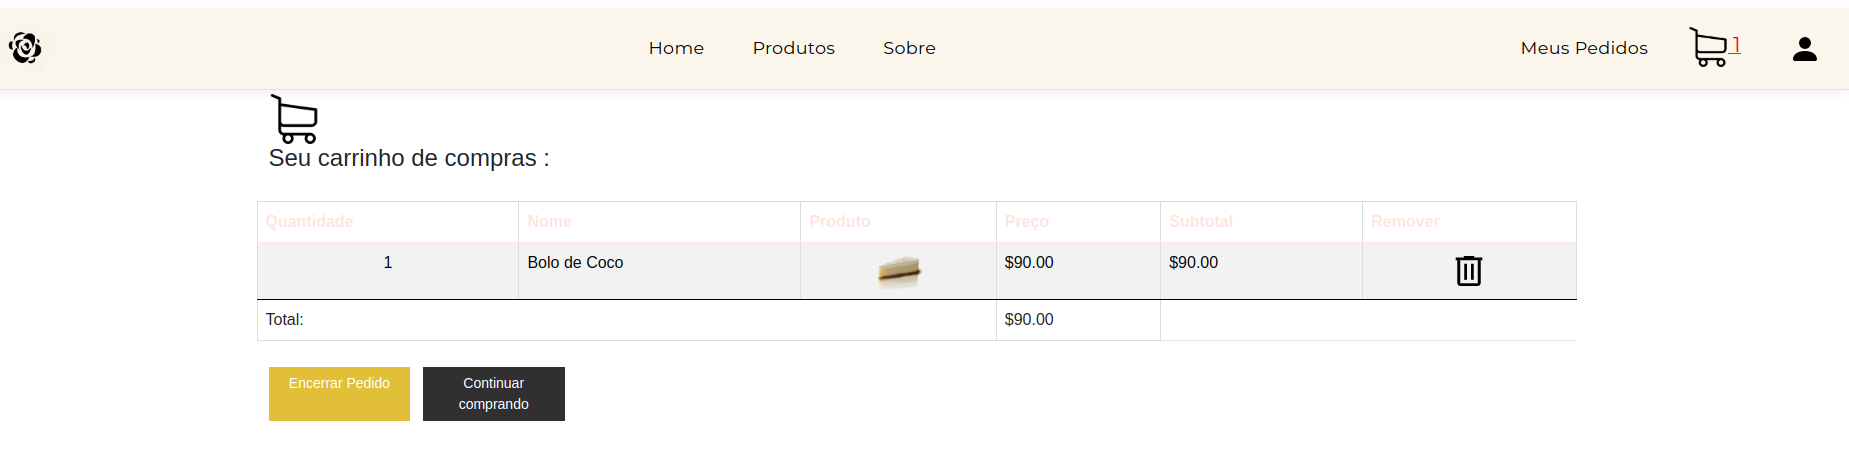 Home Produtos Sobre Meus Pedidos 1
Seu carrinho de compras :
Quantidade Nome Produto Preço Subtotal Remover
1 Bolo de Coco $90.00 $90.00
Total: $90.00
Encerrar Pedido
Continuar
comprando